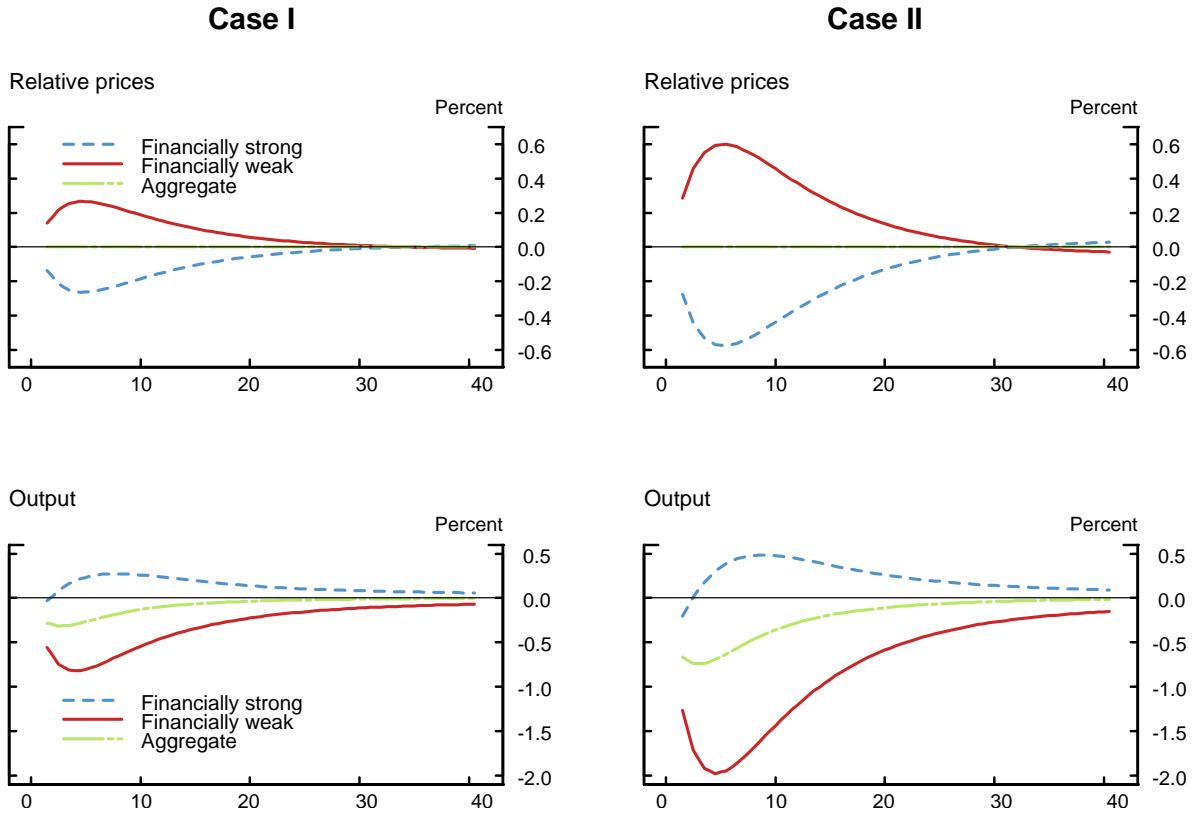 Case I
Case II
Relative prices
Percent
Financially strong
Financially weak
Aggregate
0.6
0.4
0.2
0.0
-0.2
-0.4
-0.6
0 10 20 30 40
Relative prices
Percent
0.6
0.4
0.2
0.0
-0.2
-0.4
-0.6
0 10 20 30 40
Output
Percent
0.5
0.0
-0.5
-1.0
-1.5
-2.0
Financially strong
Financially weak
Aggregate
0 10 20 30 40
Output
Percent
0.5
0.0
-0.5
-1.0
-1.5
-2.0
0 10 20 30 40